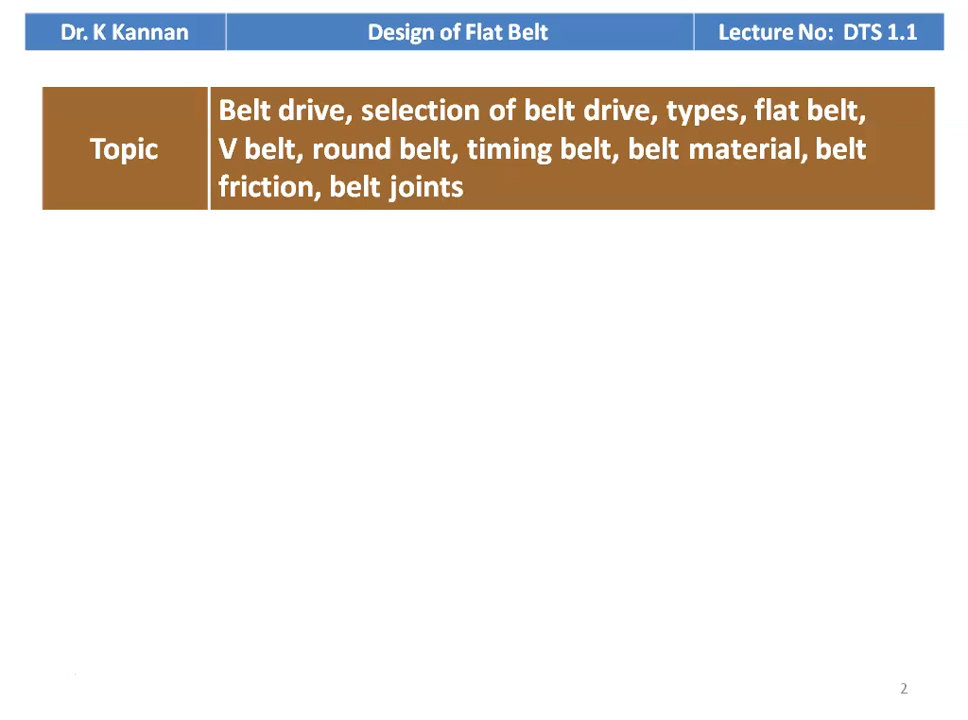 Dr. K Kannan
Design of Flat Belt
Lecture No: DTS 1.1
Topic
Belt drive, selection of belt drive, types, flat belt,
V belt, round belt, timing belt, belt material, belt
friction, belt joints
2